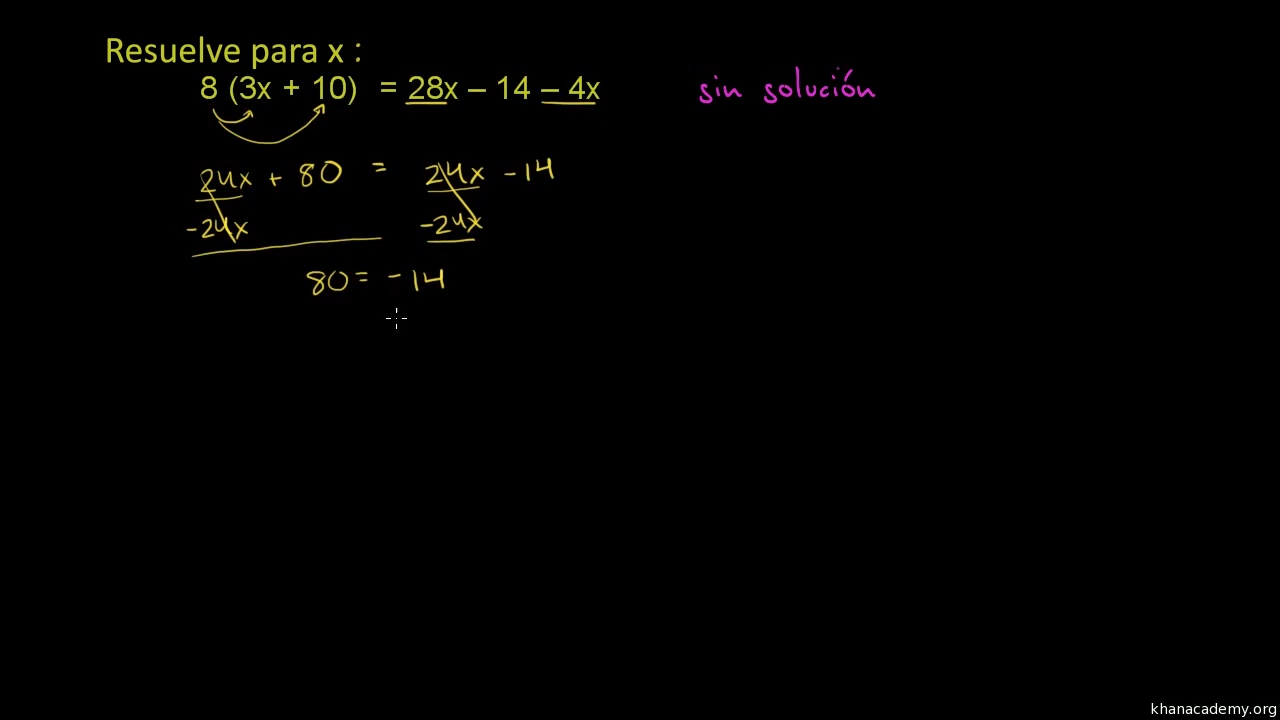 Resuelve para x :
8 (3x + 10) = 28x – 14 – 4x
sin solución
24x + 80 = 24x - 14
-24x -24x
80 = - 14
khanacademy.org